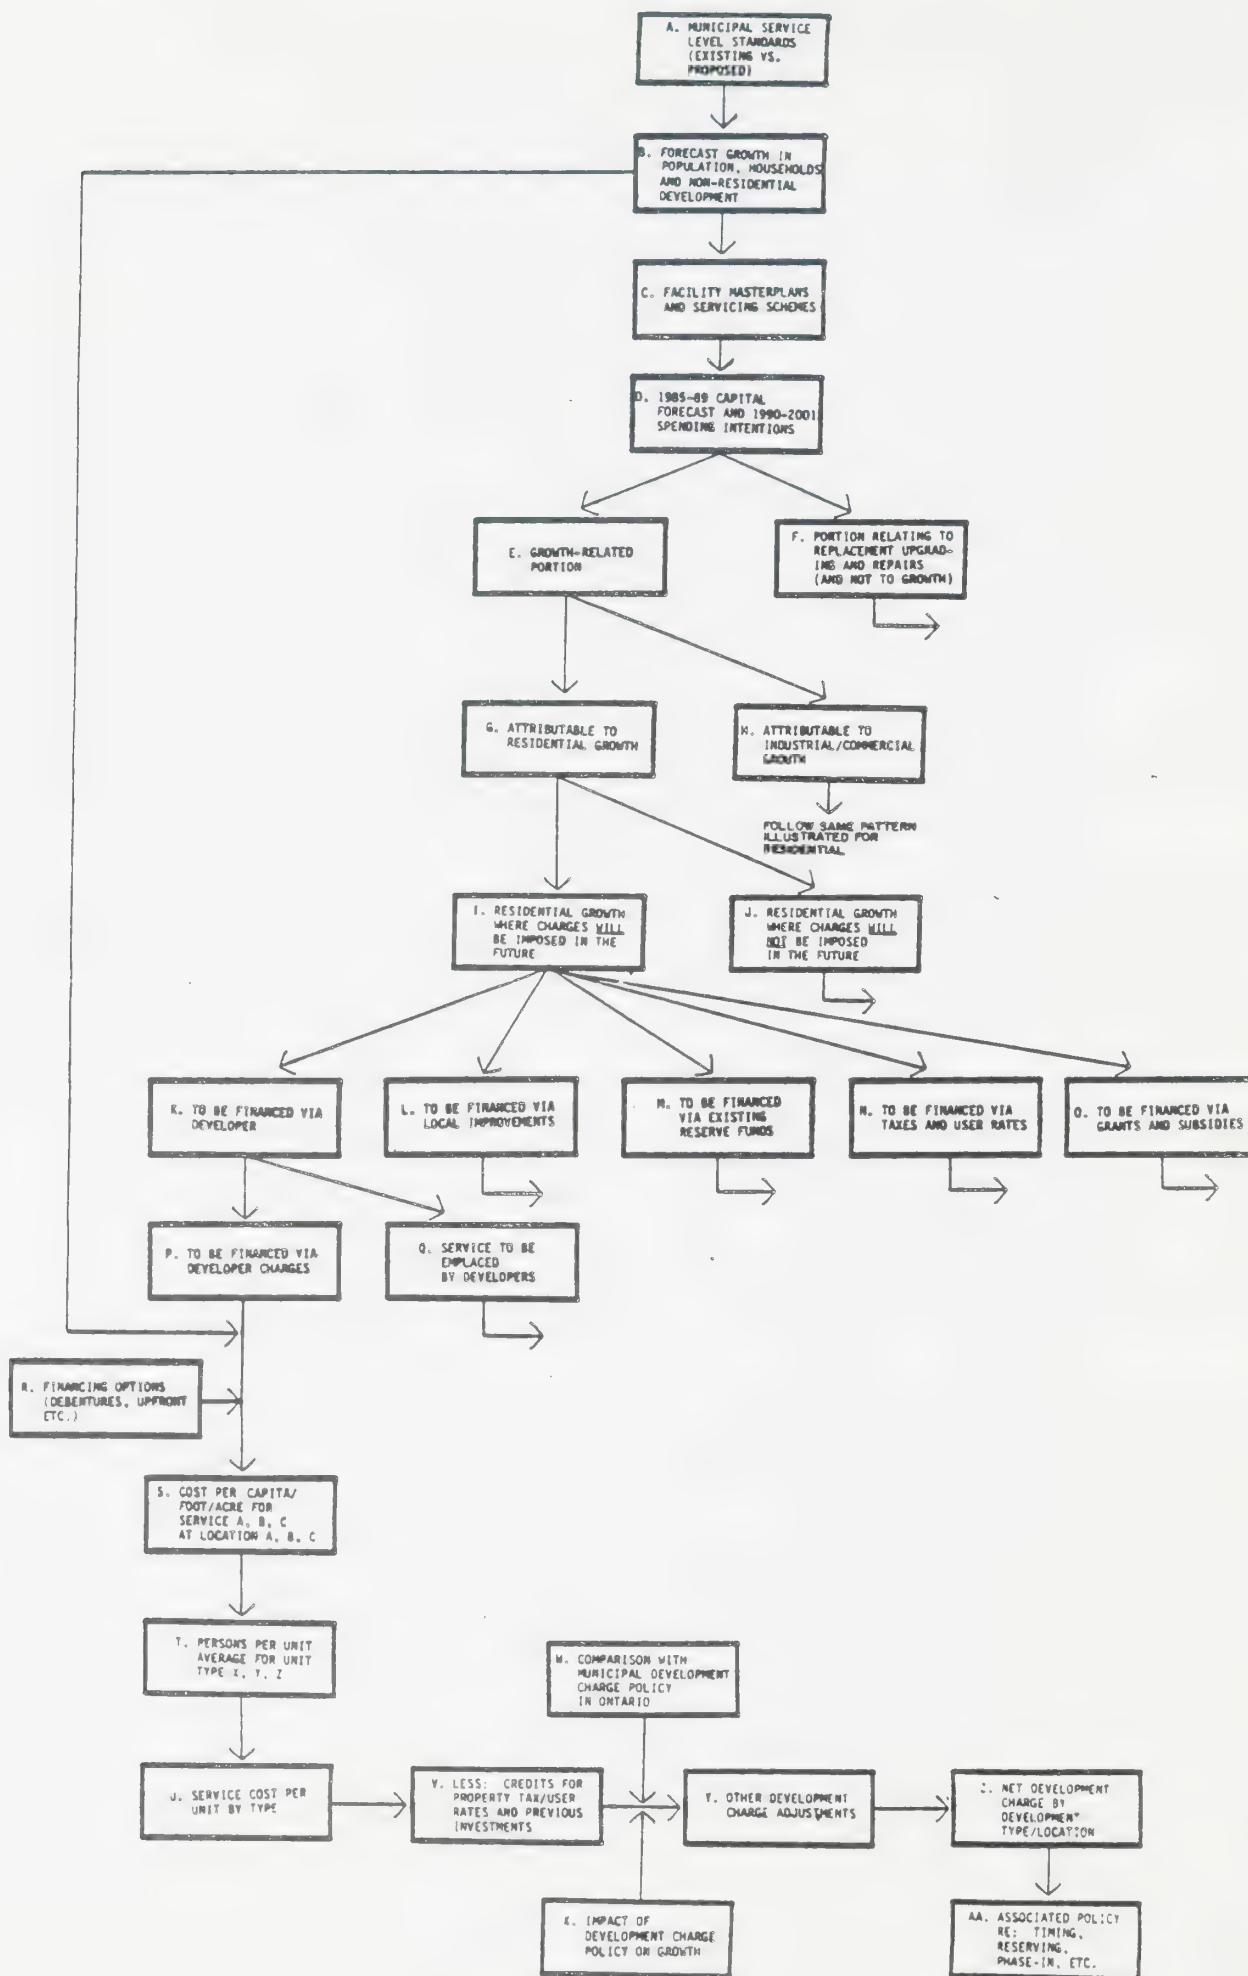 A. MUNICIPAL SERVICE
LEVEL STANDARDS
(EXISTING VS.
PROPOSED)
B. FORECAST GROWTH IN
POPULATION, HOUSEHOLDS
AND NON-RESIDENTIAL
DEVELOPMENT
C. FACILITY MASTERPLANS
AND SERVICING SCHEMES
D. 1985-89 CAPITAL
FORECAST AND 1990-2001
SPENDING INTENTIONS
E. GROWTH-RELATED
PORTION
F. PORTION RELATING TO
REPLACEMENT UPGRAD-
ING AND REPAIRS
(AND NOT TO GROWTH)
G. ATTRIBUTABLE TO
RESIDENTIAL GROWTH
H. ATTRIBUTABLE TO
INDUSTRIAL/COMMERCIAL
GROWTH
FOLLOW SAME PATTERN
ILLUSTRATED FOR
RESIDENTIAL
I. RESIDENTIAL GROWTH
WHERE CHARGES WILL
BE IMPOSED IN THE
FUTURE
J. RESIDENTIAL GROWTH
WHERE CHARGES WILL
NOT BE IMPOSED
IN THE FUTURE
K. TO BE FINANCED VIA
DEVELOPER
L. TO BE FINANCED VIA
LOCAL IMPROVEMENTS
M. TO BE FINANCED
VIA EXISTING
RESERVE FUNDS
N. TO BE FINANCED VIA
TAXES AND USER RATES
O. TO BE FINANCED VIA
GRANTS AND SUBSIDIES
P. TO BE FINANCED VIA
DEVELOPER CHARGES
Q. SERVICE TO BE
EMPLACED
BY DEVELOPERS
R. FINANCING OPTIONS
(DEBENTURES, UPFRONT
ETC.)
S. COST PER CAPITA/
FOOT/ACRE FOR
SERVICE A, B, C
AT LOCATION A, B, C
T. PERSONS PER UNIT
AVERAGE FOR UNIT
TYPE X, Y, Z
U. SERVICE COST PER
UNIT BY TYPE
V. LESS: CREDITS FOR
PROPERTY TAX/USER
RATES AND PREVIOUS
INVESTMENTS
W. COMPARISON WITH
MUNICIPAL DEVELOPMENT
CHARGE POLICY
IN ONTARIO
X. IMPACT OF
DEVELOPMENT CHARGE
POLICY ON GROWTH
Y. OTHER DEVELOPMENT
CHARGE ADJUSTMENTS
Z. NET DEVELOPMENT
CHARGE BY
DEVELOPMENT
TYPE/LOCATION
AA. ASSOCIATED POLICY
RE: TIMING,
RESERVING,
PHASE-IN, ETC.